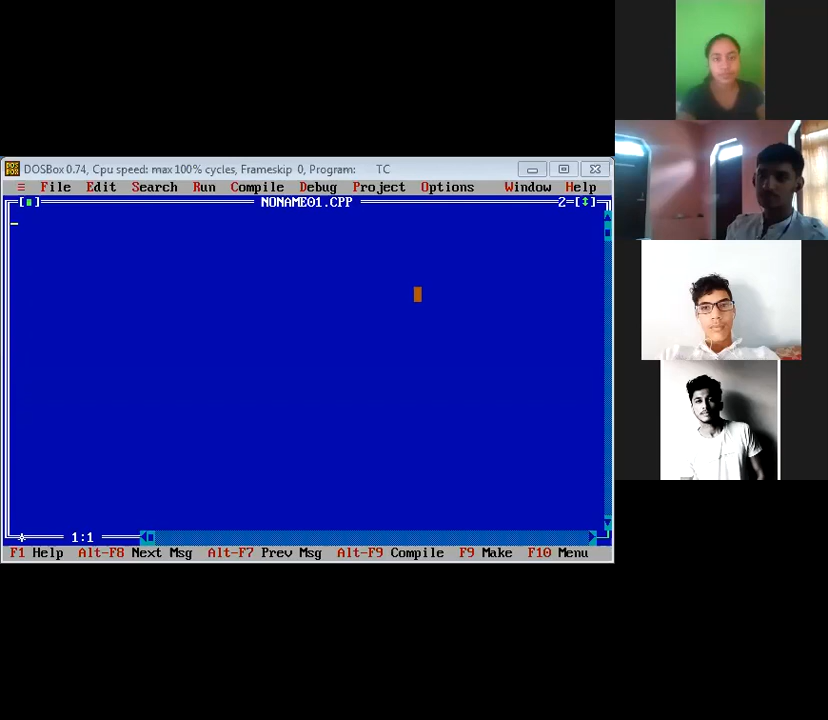 DOSBox 0.74, Cpu speed: max 100% cycles, Frameskip 0, Program: TC
≡ File Edit Search Run Compile Debug Project Options Window Help
[■] NONAME01.CPP 2=[↕]
* 1:1
F1 Help Alt-F8 Next Msg Alt-F7 Prev Msg Alt-F9 Compile F9 Make F10 Menu